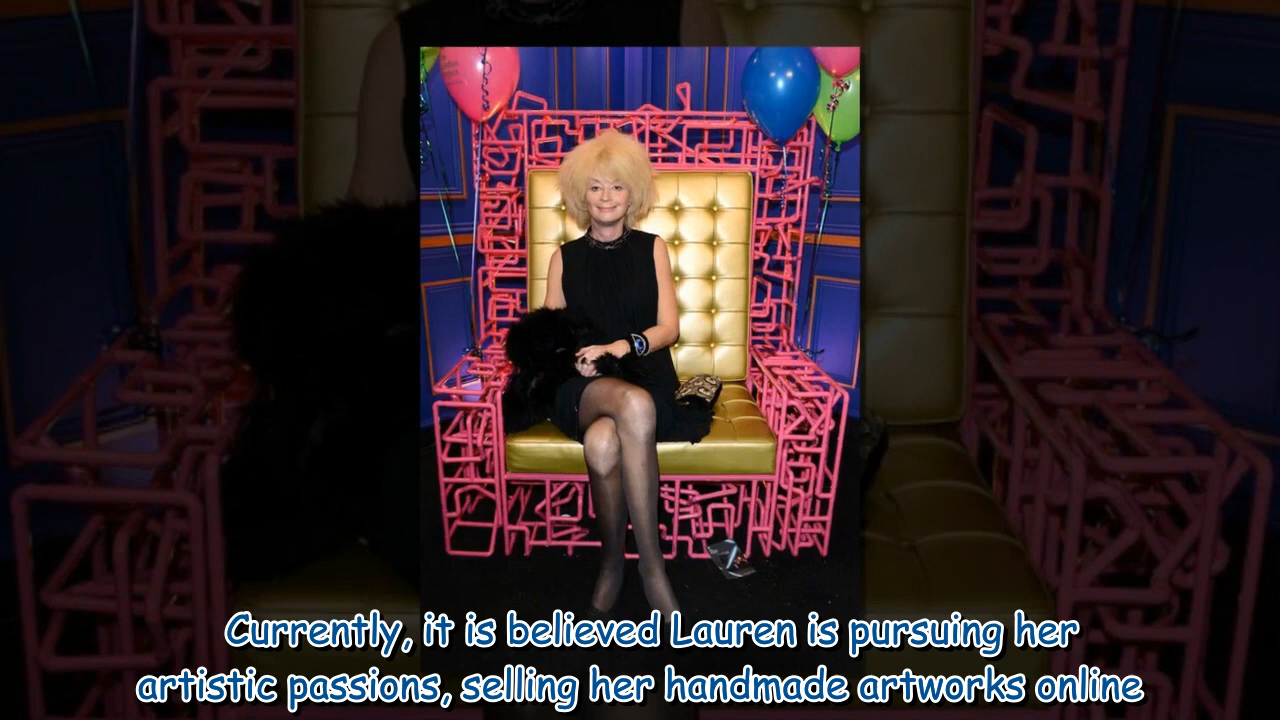 Currently, it is believed Lauren is pursuing her
artistic passions, selling her handmade artworks online